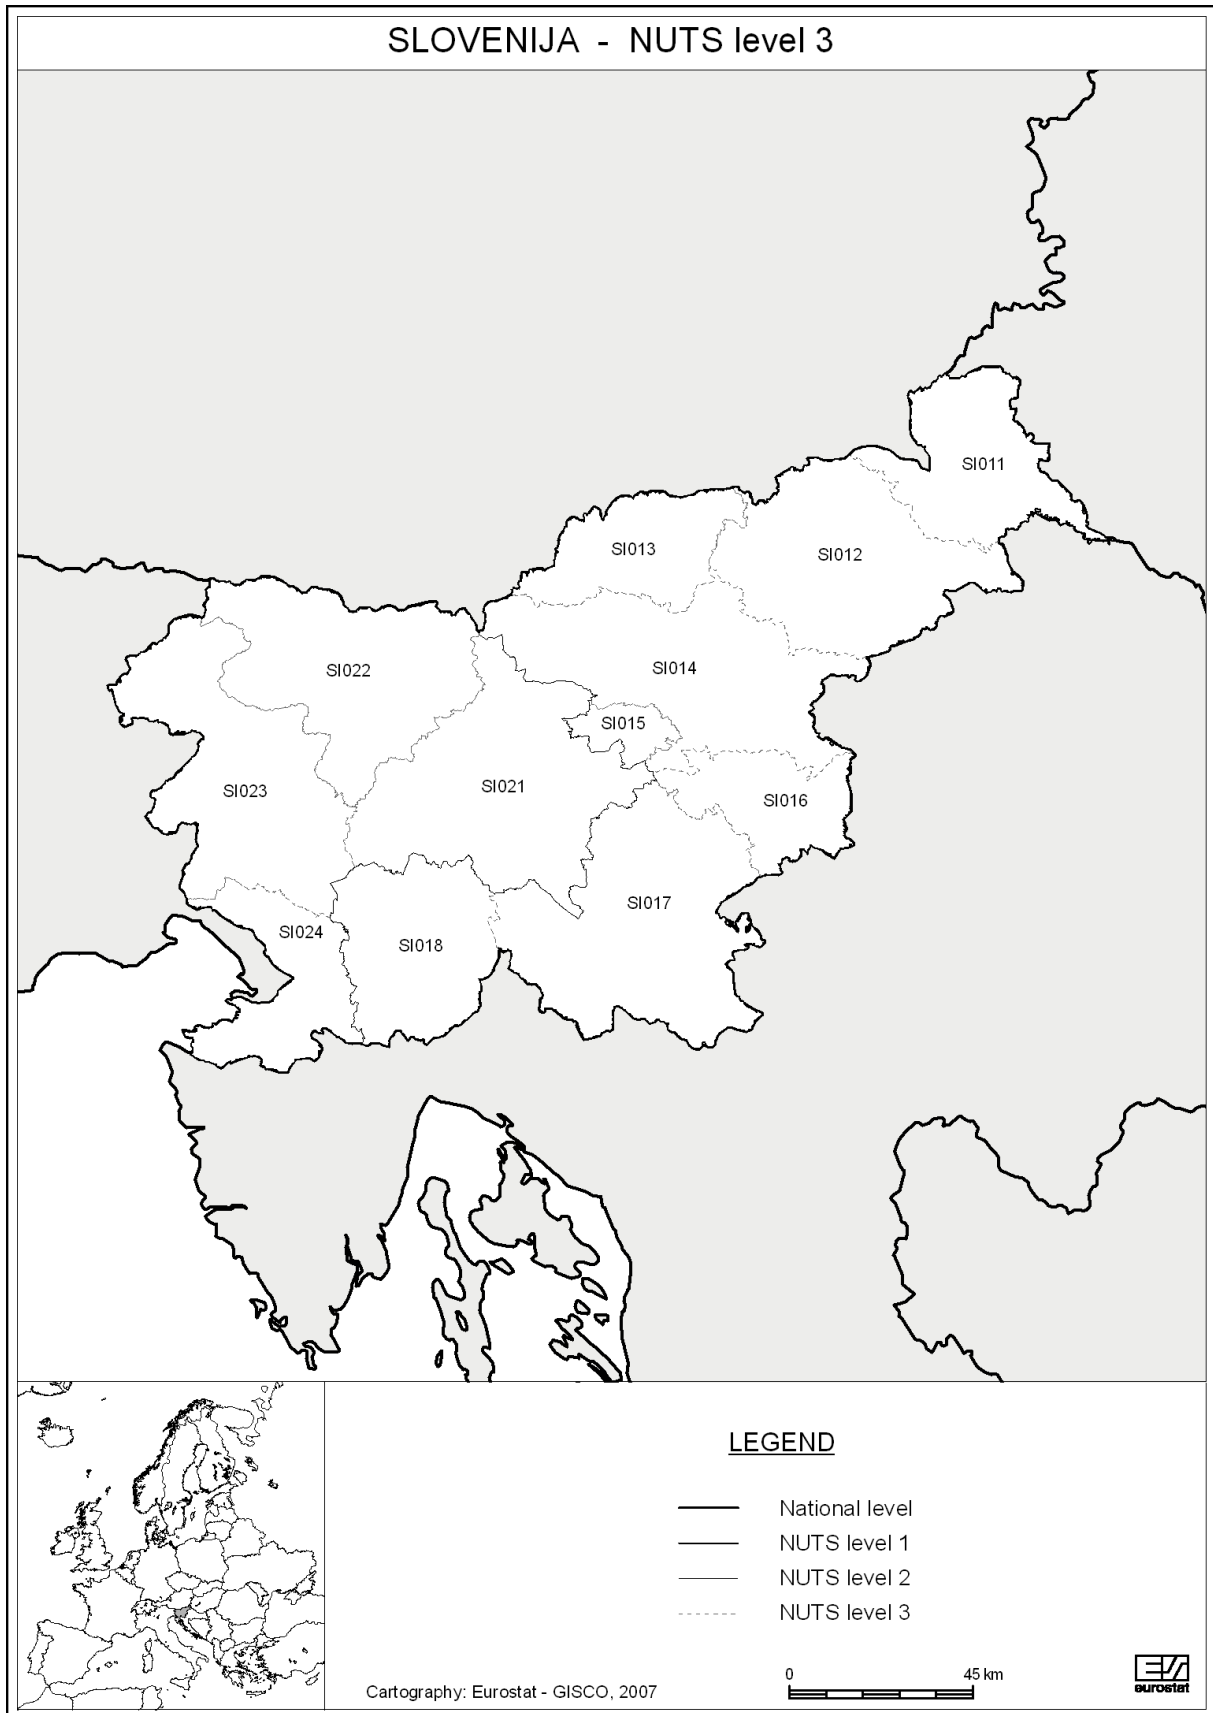 SLOVENIJA - NUTS level 3
SI011
SI013
SI012
SI022
SI014
SI015
SI023
SI021
SI016
SI017
SI024
SI018
LEGEND
National level
NUTS level 1
NUTS level 2
NUTS level 3
0 45 km
Cartography: Eurostat - GISCO, 2007
eurostat